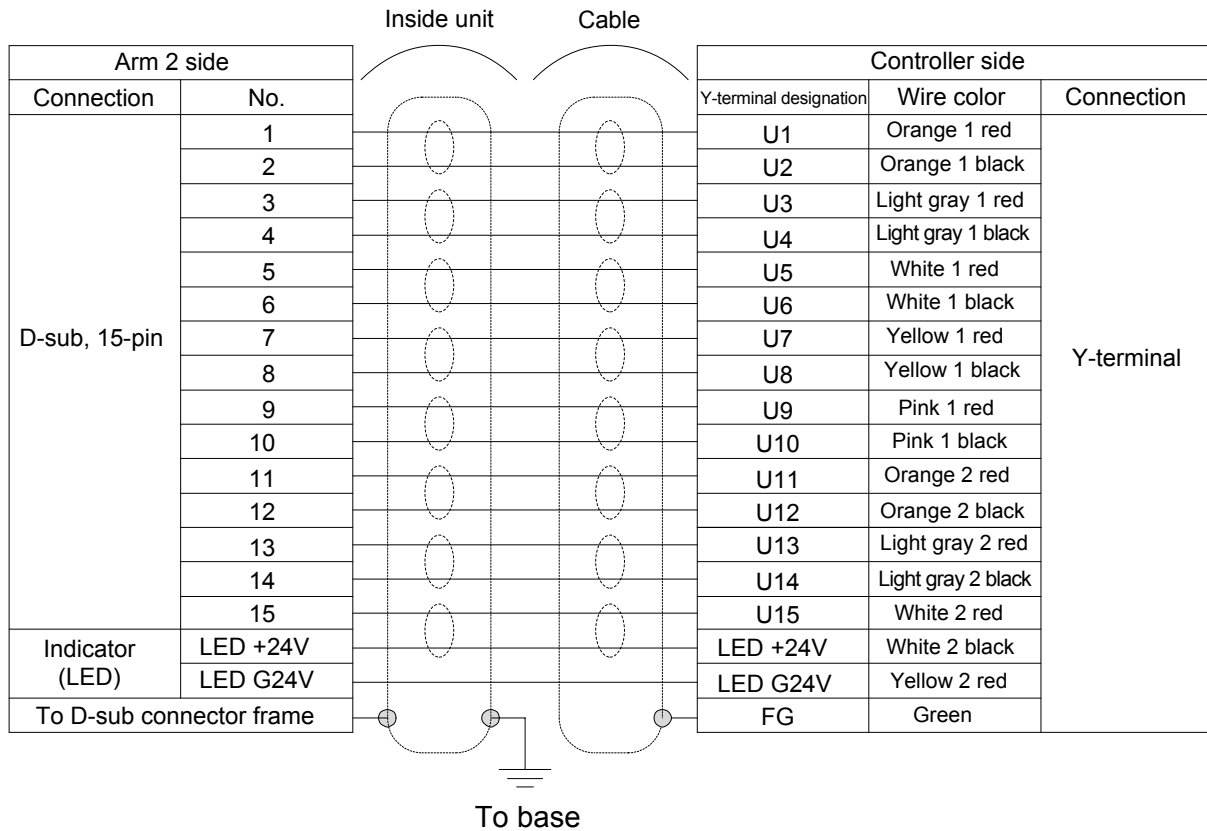 Inside unit Cable
Arm 2 side Controller side
Connection No. Y-terminal designation Wire color Connection
1 U1 Orange 1 red
2 U2 Orange 1 black
3 U3 Light gray 1 red
4 U4 Light gray 1 black
5 U5 White 1 red
6 U6 White 1 black
D-sub, 15-pin 7 U7 Yellow 1 red Y-terminal
8 U8 Yellow 1 black
9 U9 Pink 1 red
10 U10 Pink 1 black
11 U11 Orange 2 red
12 U12 Orange 2 black
13 U13 Light gray 2 red
14 U14 Light gray 2 black
15 U15 White 2 red
Indicator LED +24V LED +24V White 2 black
(LED) LED G24V LED G24V Yellow 2 red
To D-sub connector frame FG Green
To base